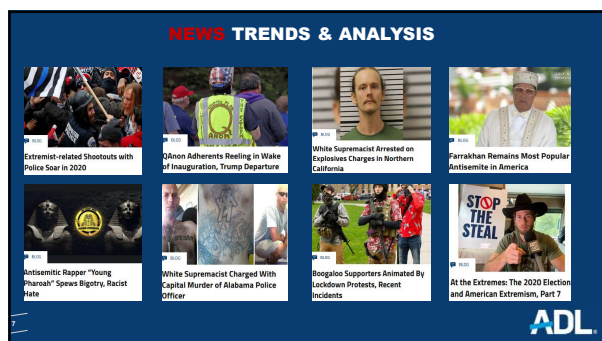 NEWS TRENDS & ANALYSIS
BLOG
Extremist-related Shootouts with
Police Soar in 2020
BLOG
QAnon Adherents Reeling in Wake
of Inauguration, Trump Departure
BLOG
White Supremacist Arrested on
Explosives Charges in Northern
California
BLOG
Farrakhan Remains Most Popular
Antisemite in America
BLOG
Antisemitic Rapper "Young
Pharoah" Spews Bigotry, Racist
Hate
BLOG
White Supremacist Charged With
Capital Murder of Alabama Police
Officer
BLOG
Boogaloo Supporters Animated By
Lockdown Protests, Recent
Incidents
STOP
THE
STEAL
BLOG
At the Extremes: The 2020 Election
and American Extremism, Part 7
7
ADL